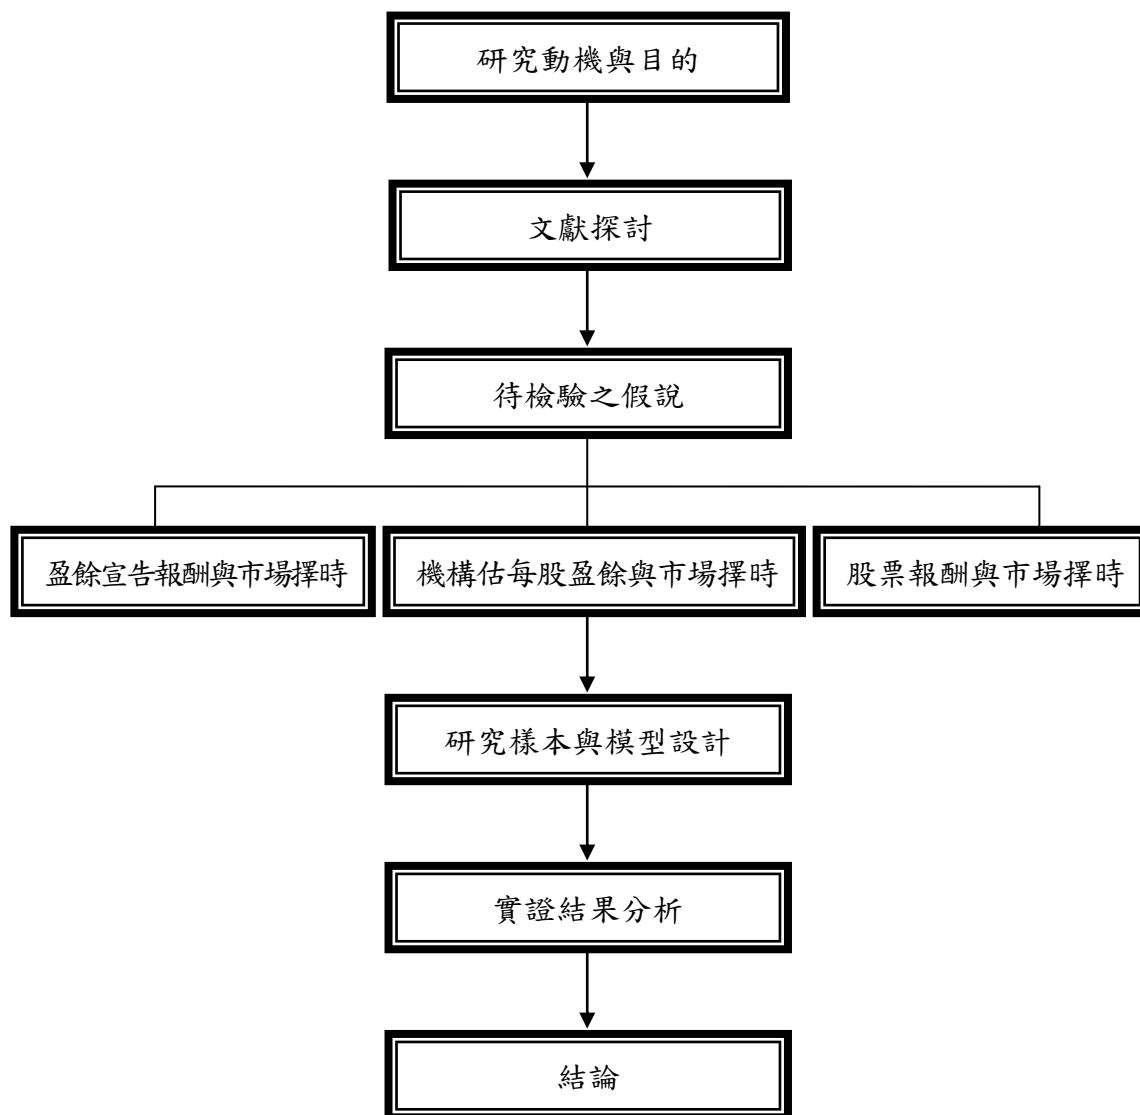 研究動機與目的
文獻探討
待檢驗之假說
盈餘宣告報酬與市場擇時
機構估每股盈餘與市場擇時
股票報酬與市場擇時
研究樣本與模型設計
實證結果分析
結論